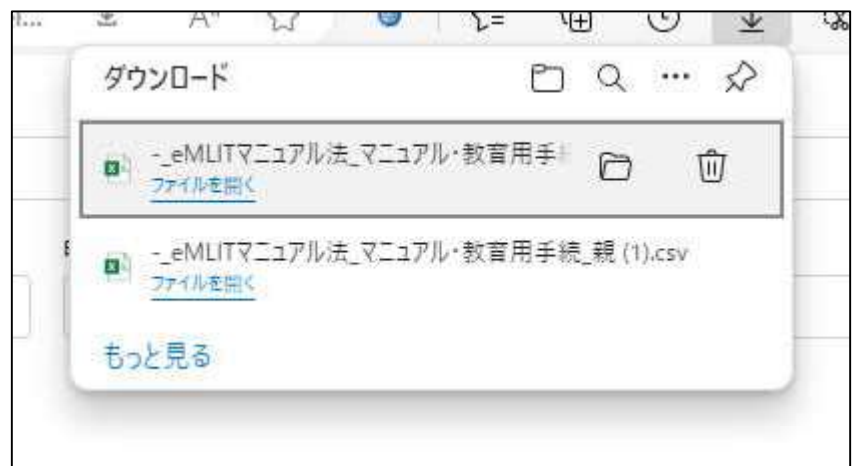 ダウンロード
-_eMLITマニュアル法_マニュアル・教育用手
ファイルを開く
-_eMLITマニュアル法_マニュアル・教育用手続_親 (1).csv
ファイルを開く
もっと見る